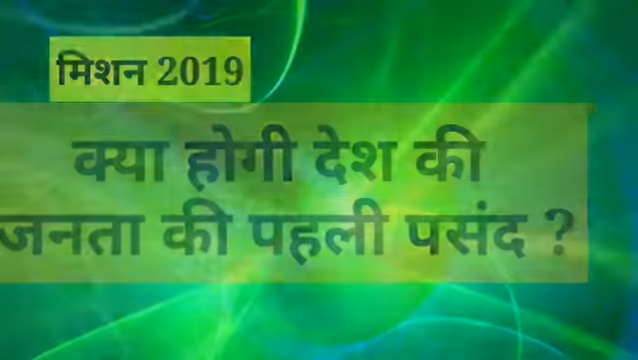 मिशन 2019
क्या होगी देश की
जनता की पहली पसंद ?